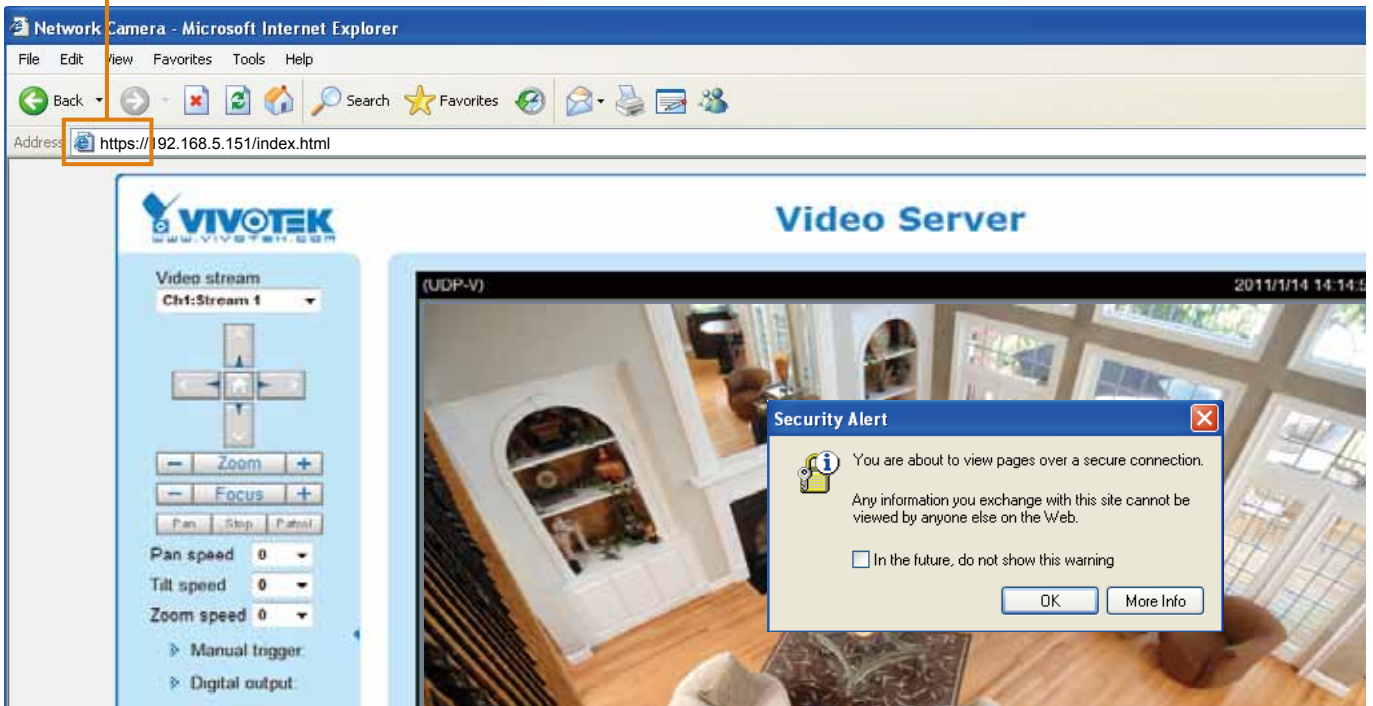 Network Camera - Microsoft Internet Explorer
File Edit View Favorites Tools Help
Back Search Favorites
Address https://192.168.5.151/index.html
VIVOTEK
www.vivotek.com
Video Server
Video stream
Ch1:Stream 1
(UDP-V) 2011/1/14 14:14:5
Zoom
Focus
Pan Stop Patrol
Pan speed 0
Tilt speed 0
Zoom speed 0
Manual trigger:
Digital output:
Security Alert
You are about to view pages over a secure connection.
Any information you exchange with this site cannot be
viewed by anyone else on the Web.
In the future, do not show this warning
OK More Info